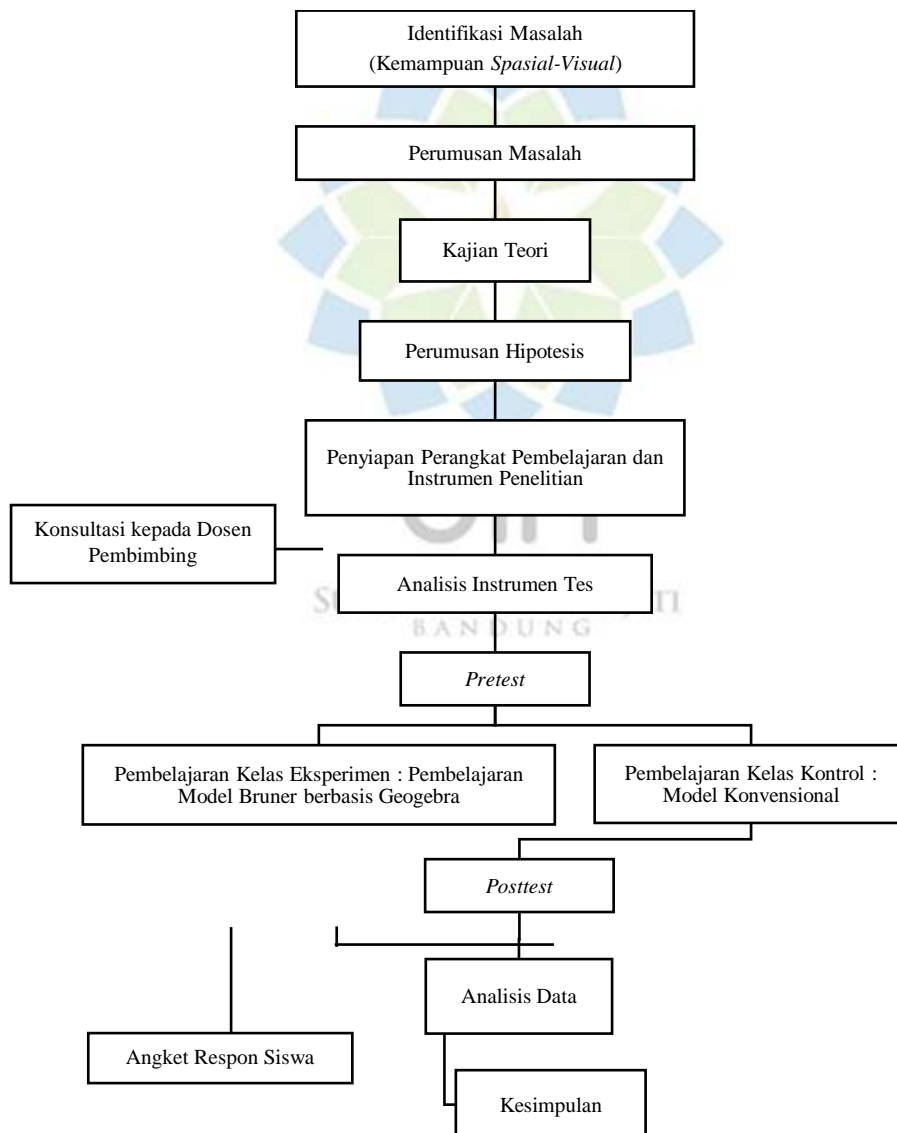 Identifikasi Masalah
(Kemampuan Spasial-Visual)
Perumusan Masalah
Kajian Teori
Perumusan Hipotesis
Penyiapan Perangkat Pembelajaran dan
Instrumen Penelitian
Konsultasi kepada Dosen
Pembimbing
Analisis Instrumen Tes
BANDUNG
Pretest
Pembelajaran Kelas Eksperimen : Pembelajaran
Model Bruner berbasis Geogebra
Pembelajaran Kelas Kontrol :
Model Konvensional
Posttest
Analisis Data
Angket Respon Siswa
Kesimpulan